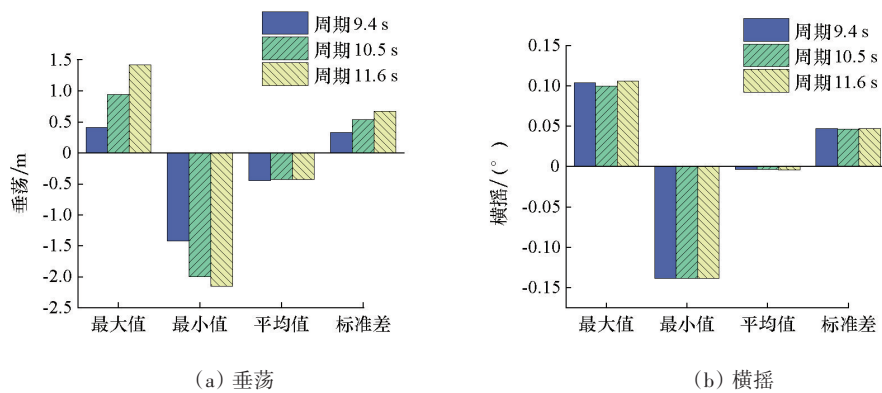 周期9.4 s
周期10.5 s
周期11.6 s
1.5
1.0
0.5
0
-0.5
-1.0
-1.5
-2.0
-2.5
垂荡/m
最大值 最小值 平均值 标准差
(a) 垂荡
周期9.4 s
周期10.5 s
周期11.6 s
0.15
0.10
0.05
0
-0.05
-0.10
-0.15
横摇/(°)
最大值 最小值 平均值 标准差
(b) 横摇